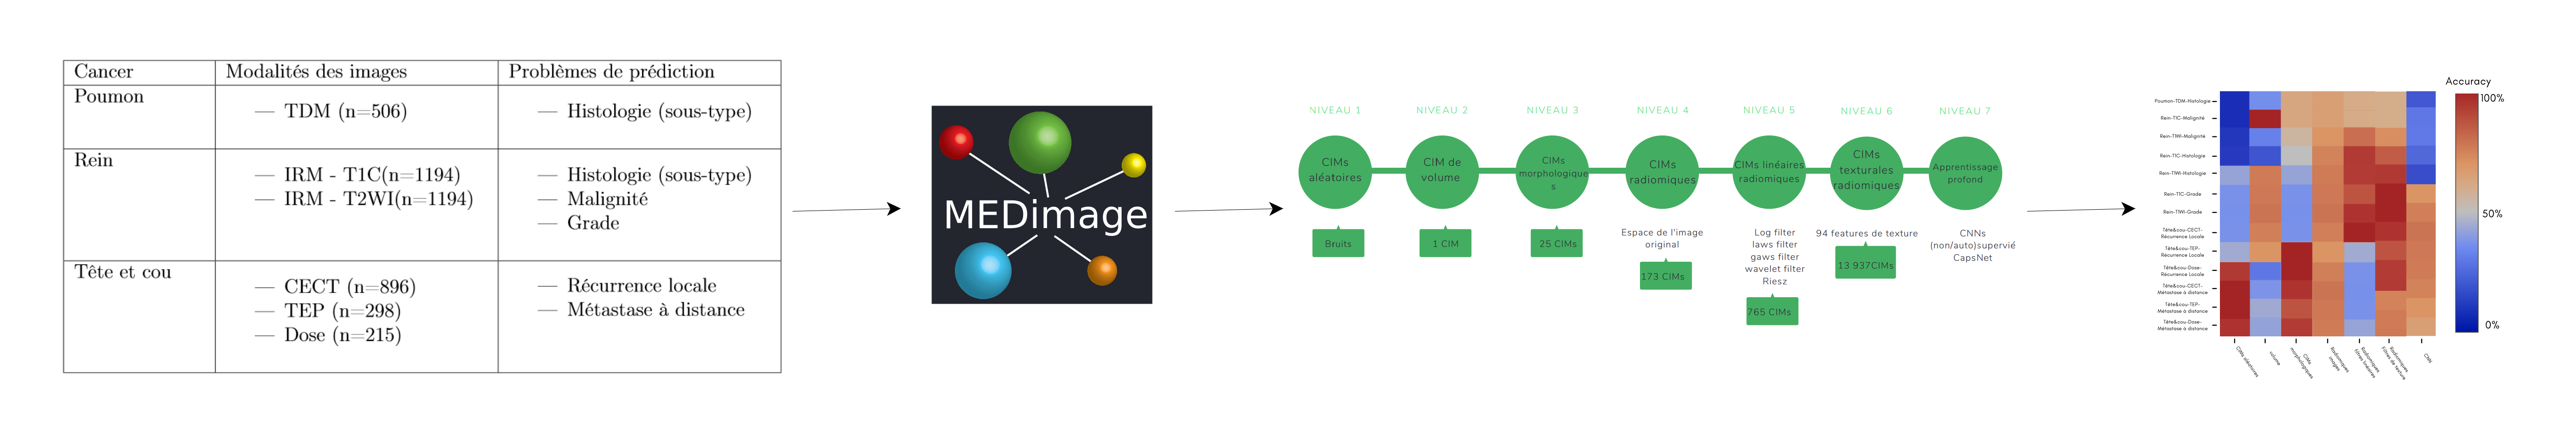 Cancer
Modalités des images
Problèmes de prédiction
Poumon
— TDM (n=506)
— Histologie (sous-type)
Rein
— IRM - T1C(n=1194)
— IRM - T2WI(n=1194)
— Histologie (sous-type)
— Malignité
— Grade
Tête et cou
— CECT (n=896)
— TEP (n=298)
— Dose (n=215)
— Récurrence locale
— Métastase à distance
MEDimage
NIVEAU 1
NIVEAU 2
NIVEAU 3
NIVEAU 4
NIVEAU 5
NIVEAU 6
NIVEAU 7
CIMs
aléatoires
CIM de
volume
CIMs
morphologique
s
CIMs
radiomiques
CIMs linéaires
radiomiques
CIMs
texturales
radiomiques
Apprentissage
profond
Bruits
1 CIM
25 CIMs
Espace de l'image
original
173 CIMs
Log filter
laws filter
gaws filter
wavelet filter
Riesz
765 CIMs
94 features de texture
13 937CIMs
CNNs
(non/auto)supervié
CapsNet
Accuracy
100%
50%
0%
Poumon-TDM-Histologie
Rein-T1C-Malignité
Rein-T1WI-Malignité
Rein-T1C-Histologie
Rein-T1WI-Histologie
Rein-T1C-Grade
Rein-T1WI-Grade
Tête&cou-CECT-
Récurrence Locale
Tête&cou-TEP-
Récurrence Locale
Tête&cou-Dose-
Récurrence Locale
Tête&cou-CECT-
Métastase à distance
Tête&cou-TEP-
Métastase à distance
Tête&cou-Dose-
Métastase à distance
CIMs aléatoires
volume
CIMs
morphologiques
Radiomiques
images
Radiomiques
filtres linéaires
Radiomiques
Filtres de texture
CNN